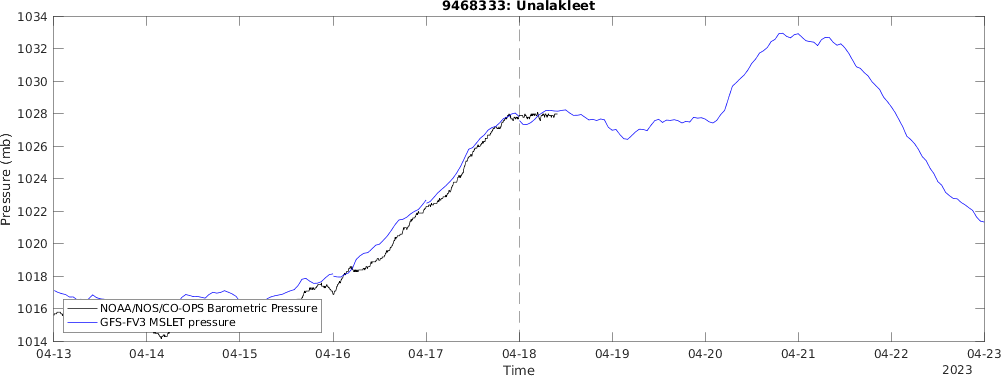 9468333: Unalakleet
1034
1032
1030
1028
1026
1024
1022
1020
1018
1016
1014
Pressure (mb)
NOAA/NOS/CO-OPS Barometric Pressure
GFS-FV3 MSLET pressure
04-13 04-14 04-15 04-16 04-17 04-18 04-19 04-20 04-21 04-22 04-23
Time
2023